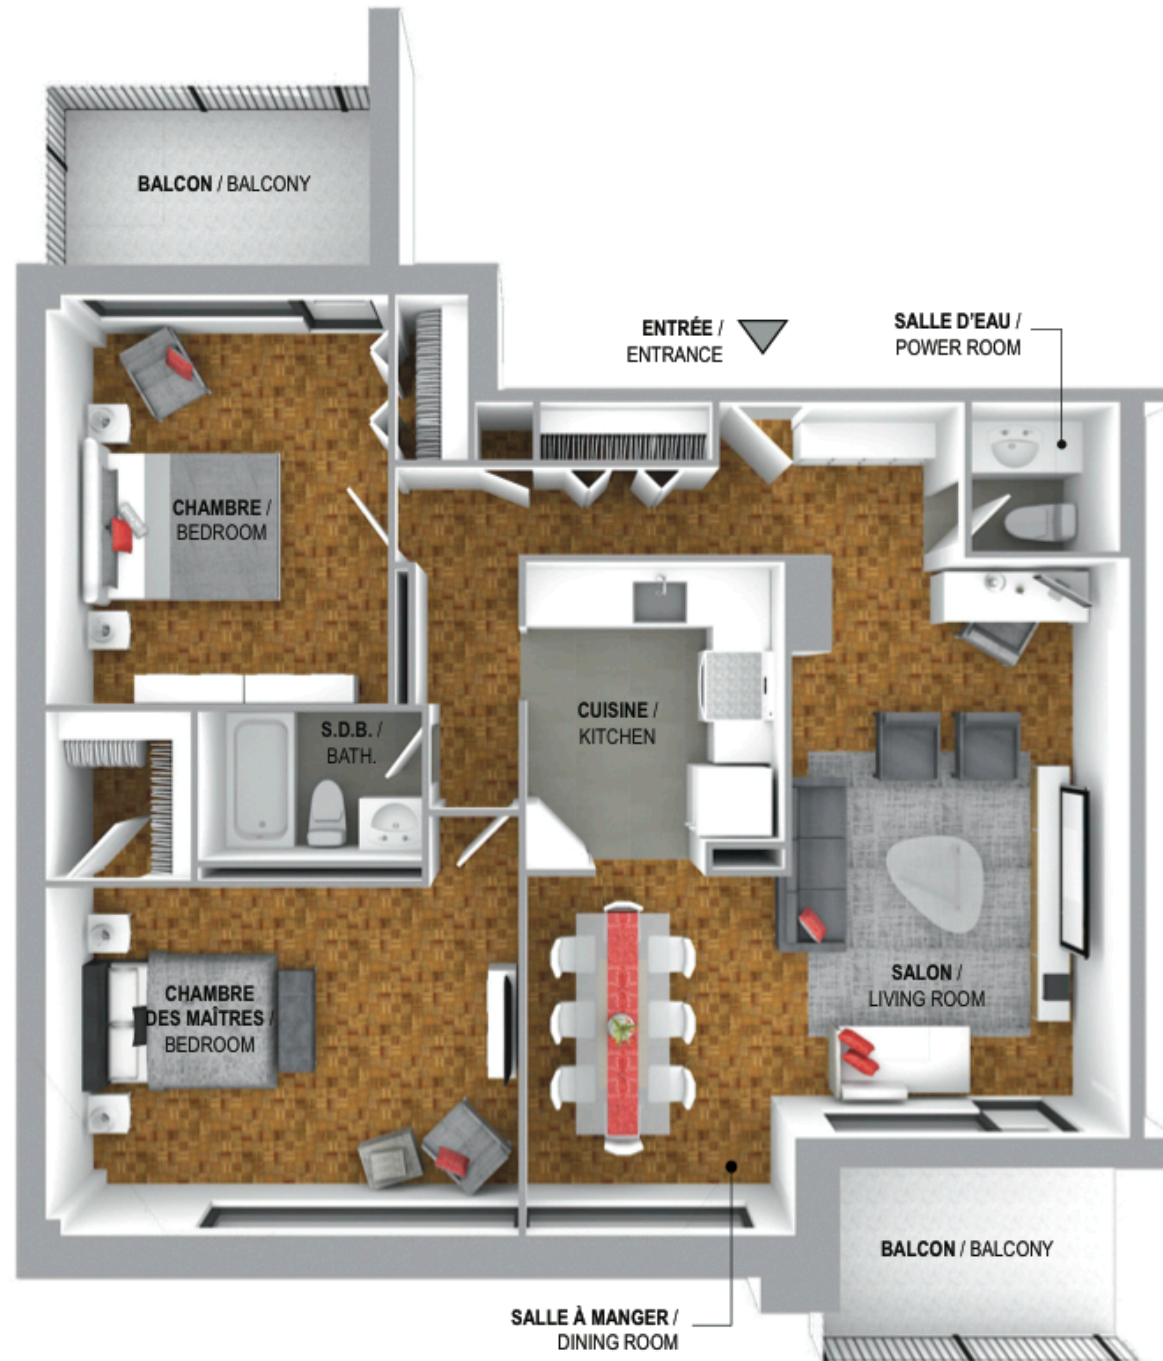 BALCON / BALCONY
ENTRÉE /
ENTRANCE
SALLE D'EAU /
POWER ROOM
CHAMBRE /
BEDROOM
S.D.B. /
BATH.
CUISINE /
KITCHEN
SALON /
LIVING ROOM
CHAMBRE
DES MAÎTRES /
BEDROOM
BALCON / BALCONY
SALLE À MANGER /
DINING ROOM